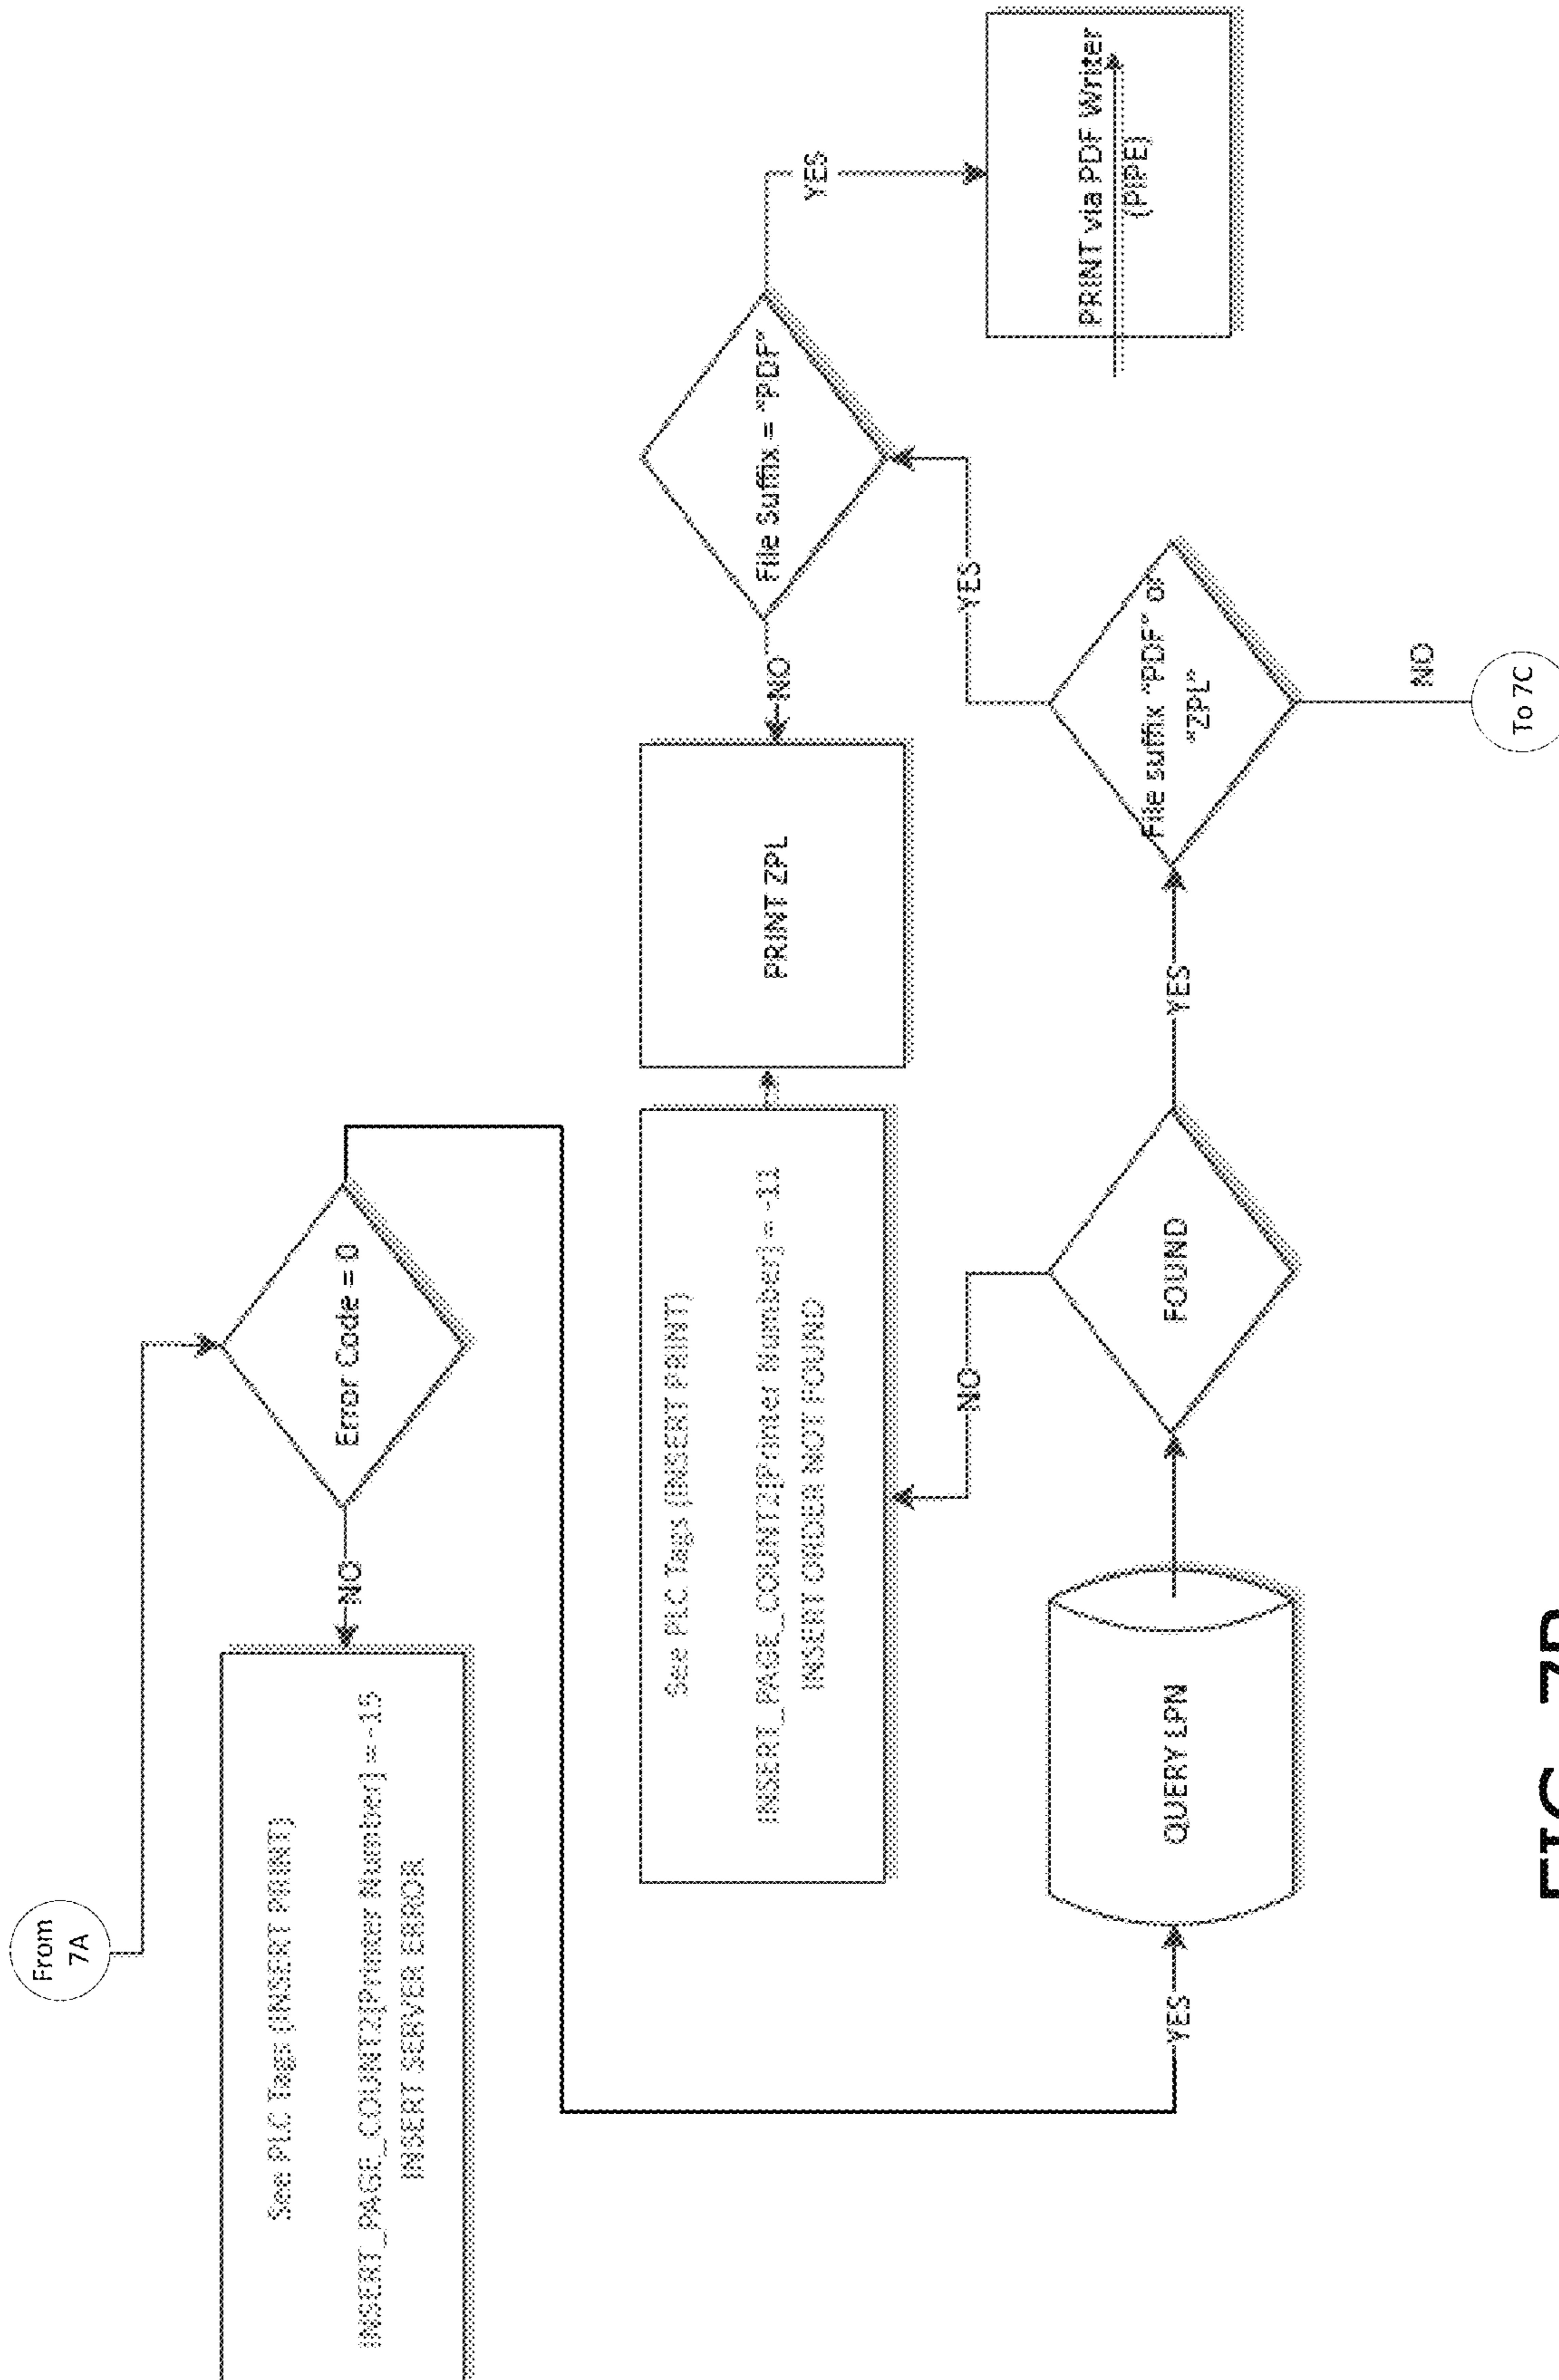 From
7A
Error Code = 0
NO
See PLC Tags (INSERT PRINT)
INSERT_PAGE_COUNT2[Printer Number] = -15
INSERT SERVER ERROR
YES
QUERY LPN
FOUND
NO
See PLC Tags (INSERT PRINT)
INSERT_PAGE_COUNT2[Printer Number] = -11
INSERT ORDER NOT FOUND
PRINT ZPL
YES
File suffix "PDF" or
"ZPL"
NO
To 7C
YES
File Suffix = "PDF"
NO
YES
PRINT via PDF Writer
(PIPE)